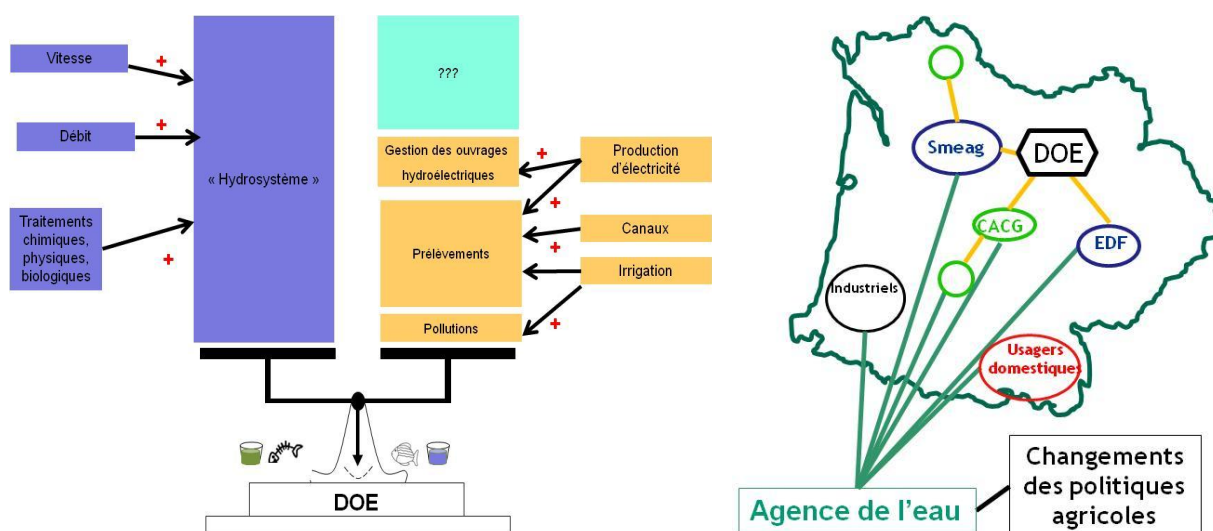 Vitesse
+
Débit
+
Traitements
chimiques,
physiques,
biologiques
+
« Hydrosystème »
???
Gestion des ouvrages
hydroélectriques
+
Production
d'électricité
+
Prélèvements
Canaux
+
Irrigation
Pollutions
+
DOE
Smeag
DOE
CACG
EDF
Industriels
Usagers
domestiques
Agence de l'eau
Changements
des politiques
agricoles